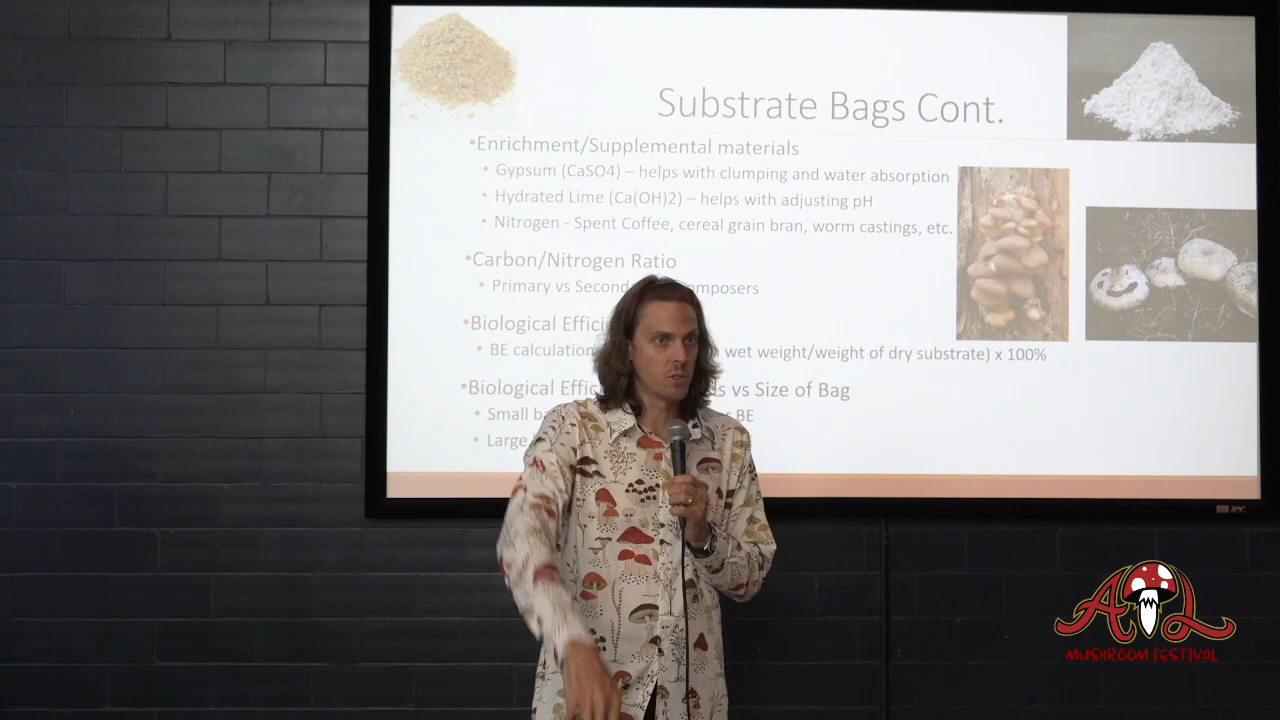 Substrate Bags Cont.
•Enrichment/Supplemental materials
• Gypsum (CaSO4) – helps with clumping and water absorption
• Hydrated Lime (Ca(OH)2) – helps with adjusting pH
• Nitrogen - Spent Coffee, cereal grain bran, worm castings, etc.
•Carbon/Nitrogen Ratio
• Primary vs Second
•Biological Effici
• BE calculation wet weight/weight of dry substrate) x 100%
•Biological Effic vs Size of Bag
• Small BE
• Large
ATL
MUSHROOM FESTIVAL